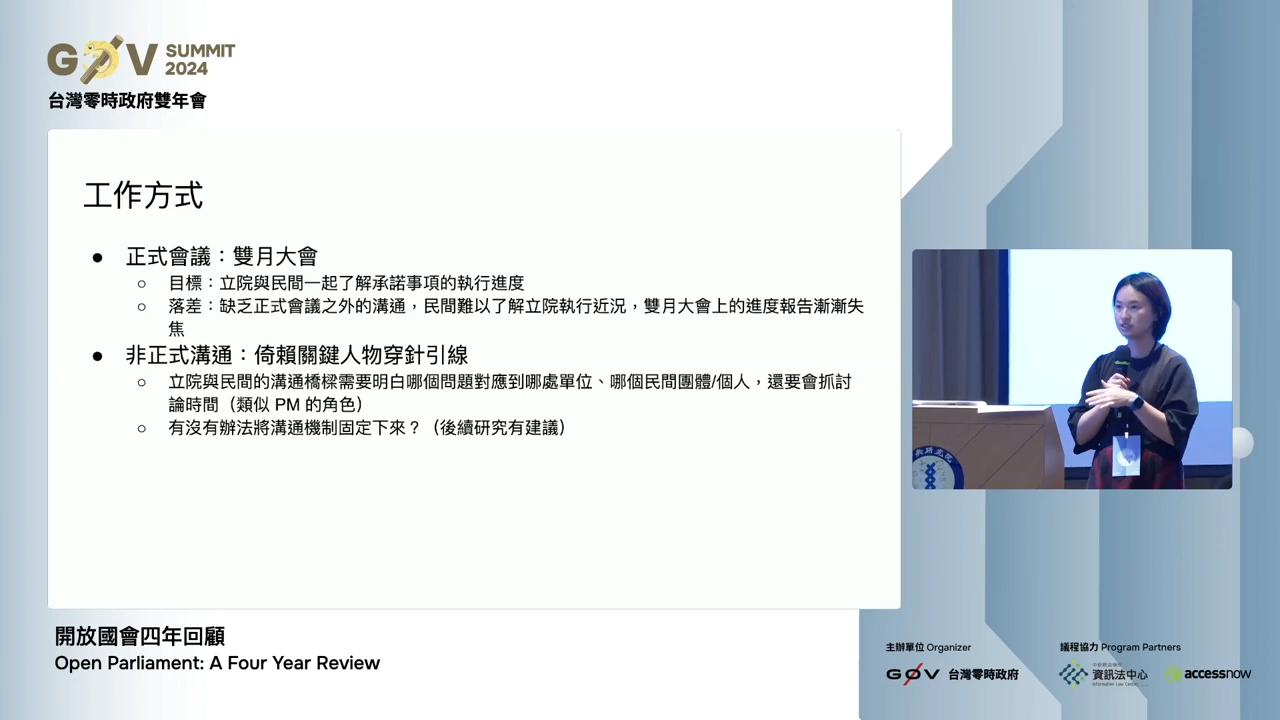 G0V SUMMIT 2024
台灣零時政府雙年會
工作方式
● 正式會議：雙月大會
○ 目標：立院與民間一起了解承諾事項的執行進度
○ 落差：缺乏正式會議之外的溝通，民間難以了解立院執行近況，雙月大會上的進度報告漸漸失
焦
● 非正式溝通：倚賴關鍵人物穿針引線
○ 立院與民間的溝通橋樑需要明白哪個問題對應到哪處單位、哪個民間團體/個人，還要會抓討
論時間（類似 PM 的角色）
○ 有沒有辦法將溝通機制固定下來？（後續研究有建議）
開放國會四年回顧
Open Parliament: A Four Year Review
主辦單位 Organizer
G0V 台灣零時政府
議程協力 Program Partners
資訊法中心
Information Law Center
accessnow